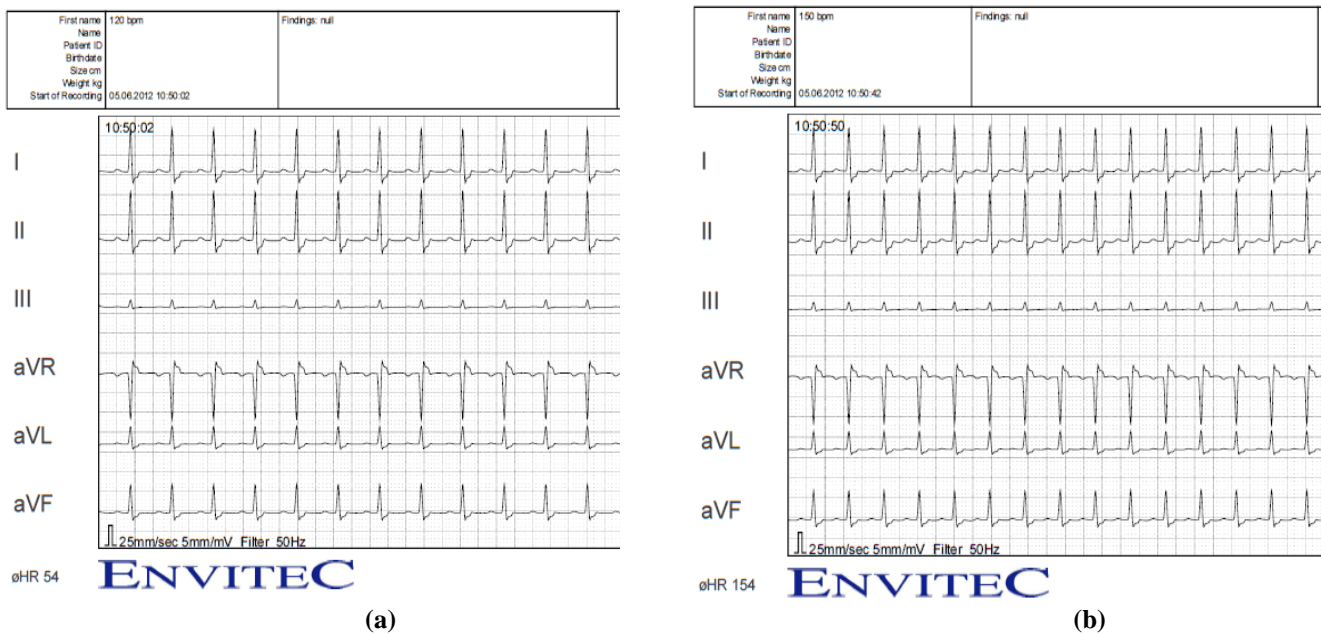 First name 120 bpm Findings: null
Name
Patient ID
Birthdate
Size cm
Weight kg
Start of Recording 05.06.2012 10:50:02
10:50:02
I
II
III
aVR
aVL
aVF
25mm/sec 5mm/mV Filter 50Hz
øHR 54 ENVITEC
(a)
First name 150 bpm Findings: null
Name
Patient ID
Birthdate
Size cm
Weight kg
Start of Recording 05.06.2012 10:50:42
10:50:50
I
II
III
aVR
aVL
aVF
25mm/sec 5mm/mV Filter 50Hz
øHR 154 ENVITEC
(b)